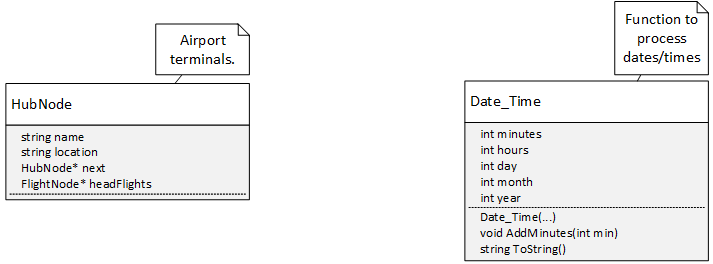 Airport
terminals.
HubNode
string name
string location
HubNode* next
FlightNode* headFlights
Function to
process
dates/times
Date_Time
int minutes
int hours
int day
int month
int year
Date_Time(...)
void AddMinutes(int min)
string ToString()